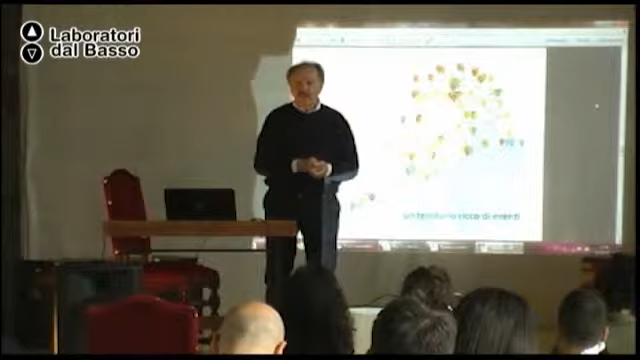 Laboratori
dal Basso
un territorio ricco di eventi